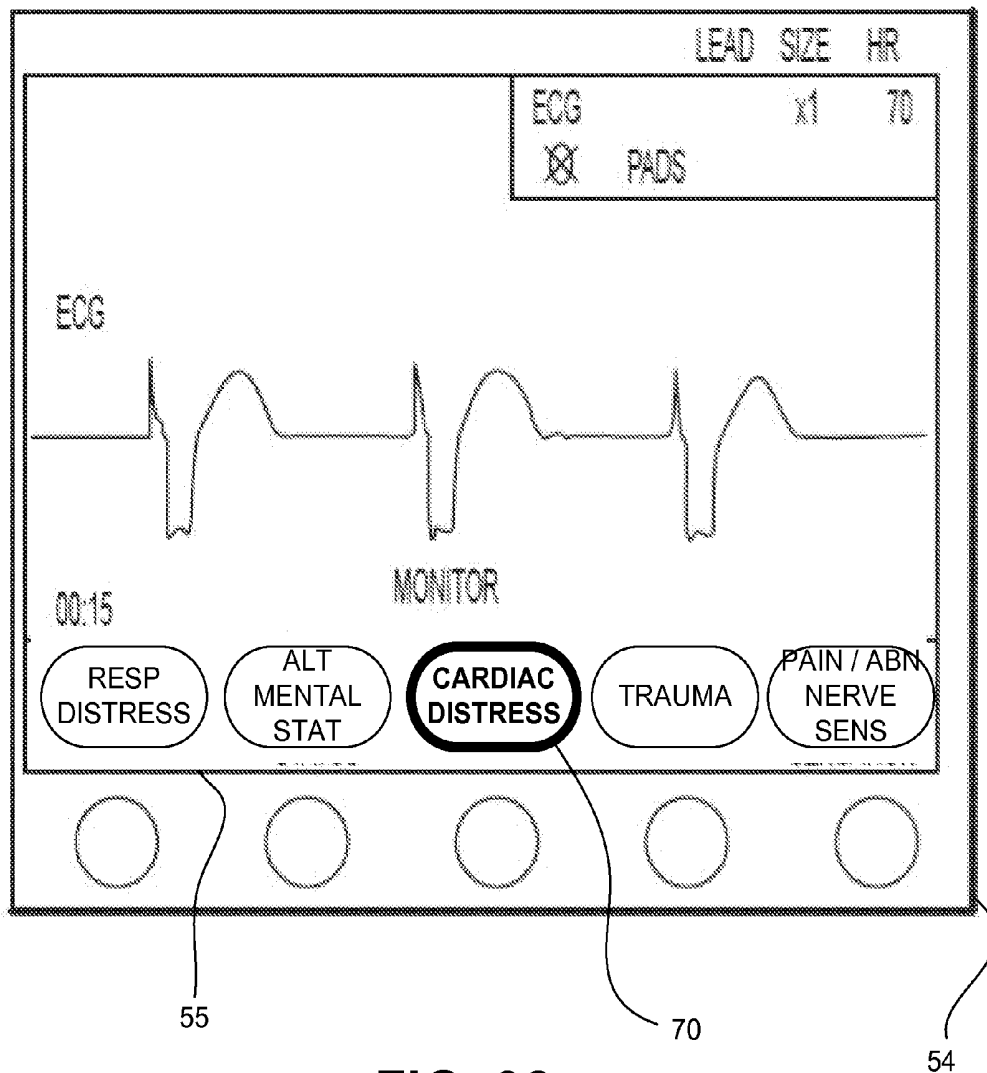 LEAD SIZE HR
ECG x1 70
PADS
ECG
MONITOR
00:15
RESP
DISTRESS
ALT
MENTAL
STAT
CARDIAC
DISTRESS
TRAUMA
PAIN / ABN
NERVE
SENS
55
70
54